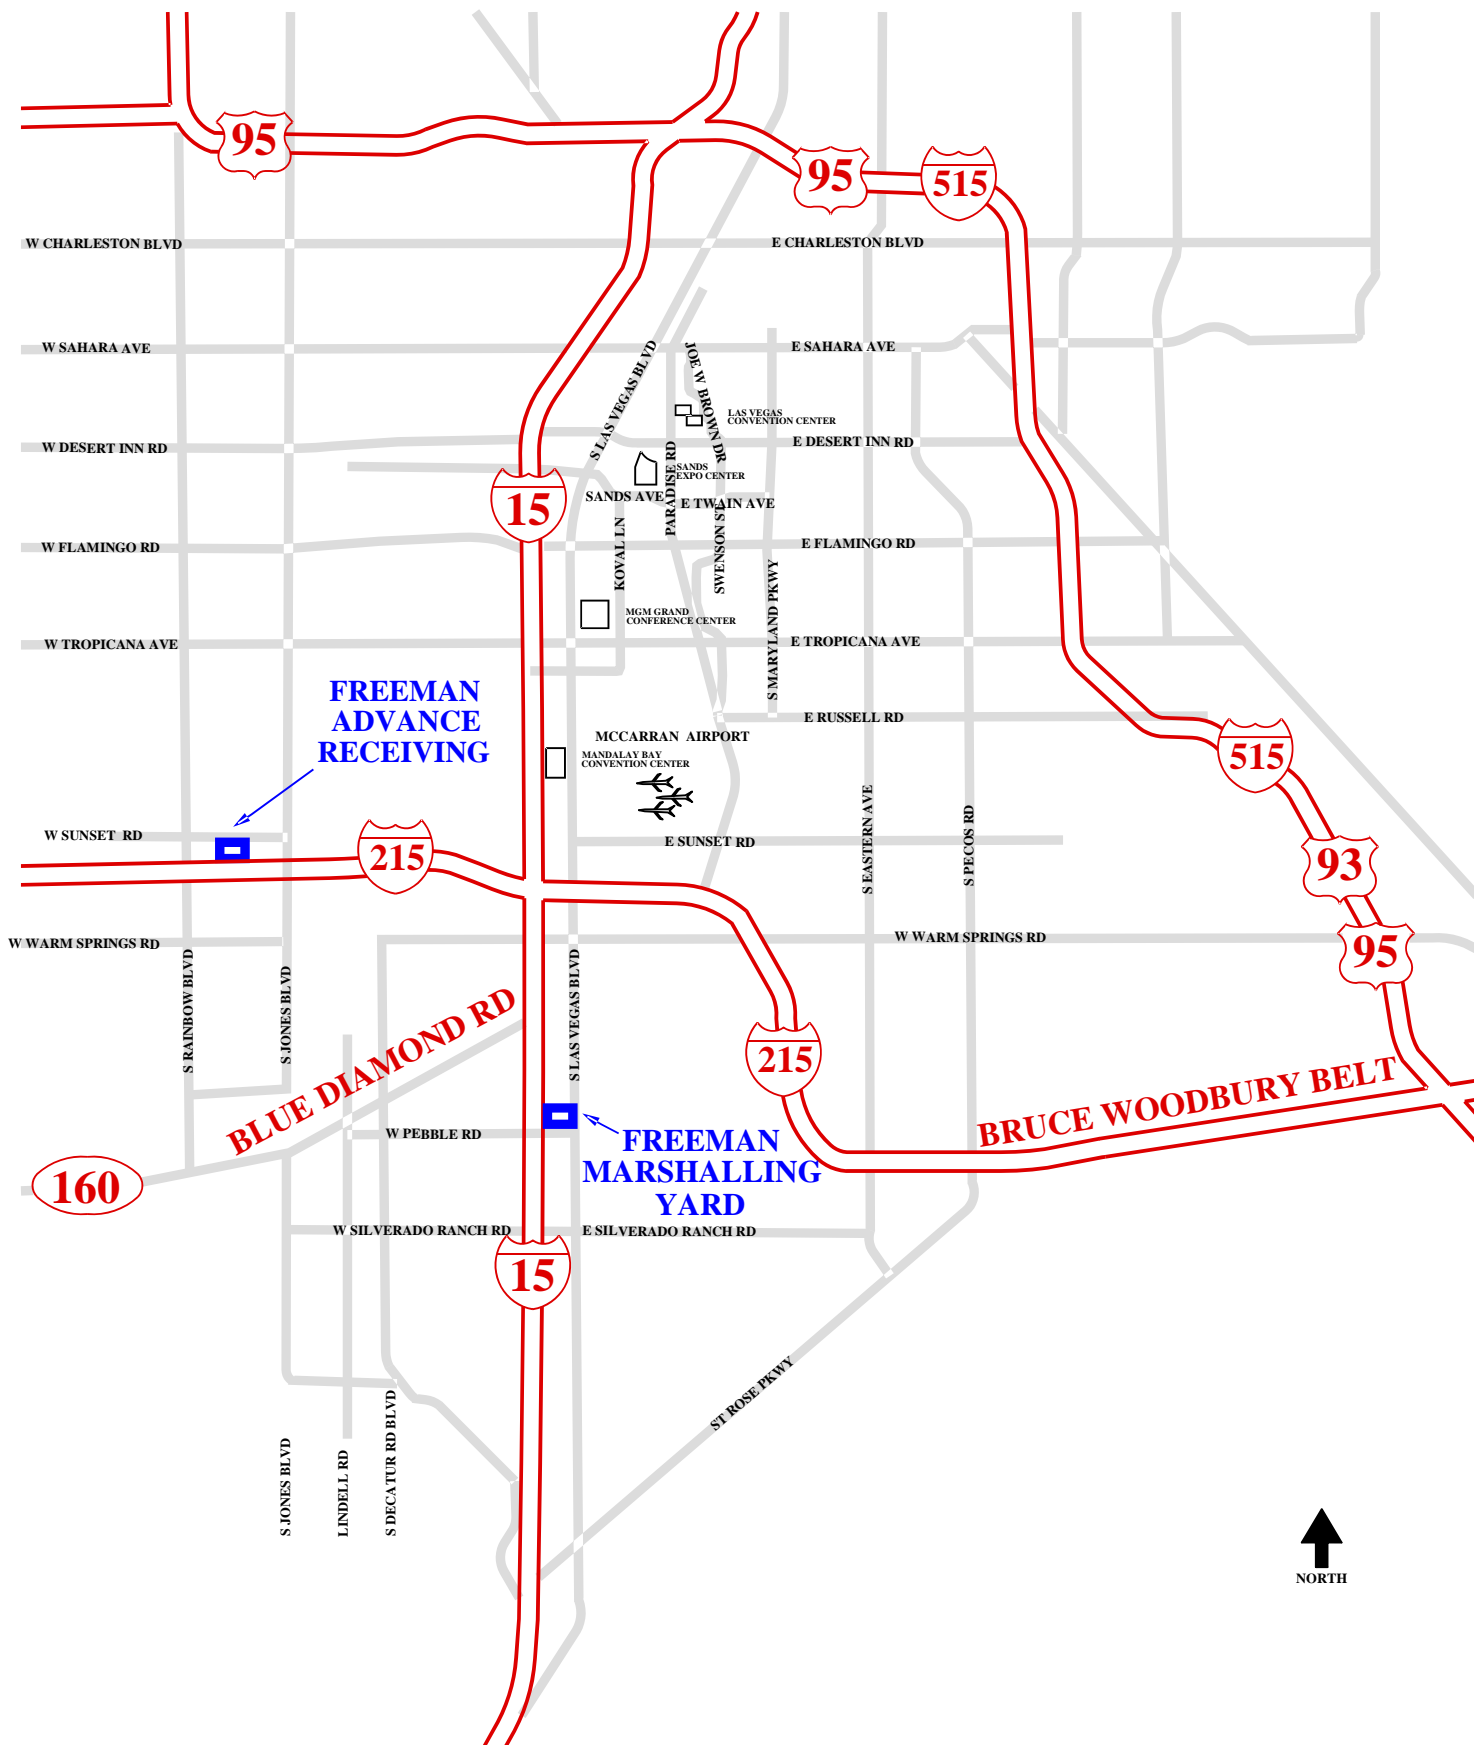 95
95
515
W CHARLESTON BLVD
E CHARLESTON BLVD
W SAHARA AVE
E SAHARA AVE
S LAS VEGAS BLVD
JOE W BROWN DR
LAS VEGAS
CONVENTION CENTER
W DESERT INN RD
E DESERT INN RD
PARADISE RD
SANDS
EXPO CENTER
15
SANDS AVE
E TWAIN AVE
W FLAMINGO RD
E FLAMINGO RD
KOVAL LN
SWENSON ST
S MARYLAND PKWY
MGM GRAND
CONFERENCE CENTER
W TROPICANA AVE
E TROPICANA AVE
FREEMAN
ADVANCE
RECEIVING
E RUSSELL RD
MCCARRAN AIRPORT
MANDALAY BAY
CONVENTION CENTER
515
W SUNSET RD
E SUNSET RD
S EASTERN AVE
S PECOS RD
215
93
W WARM SPRINGS RD
W WARM SPRINGS RD
95
S RAINBOW BLVD
S JONES BLVD
S LAS VEGAS BLVD
BLUE DIAMOND RD
215
BRUCE WOODBURY BELT
W PEBBLE RD
FREEMAN
MARSHALLING
YARD
160
W SILVERADO RANCH RD
E SILVERADO RANCH RD
15
ST ROSE PKWY
S JONES BLVD
LINDELL RD
S DECATUR RD BLVD
NORTH